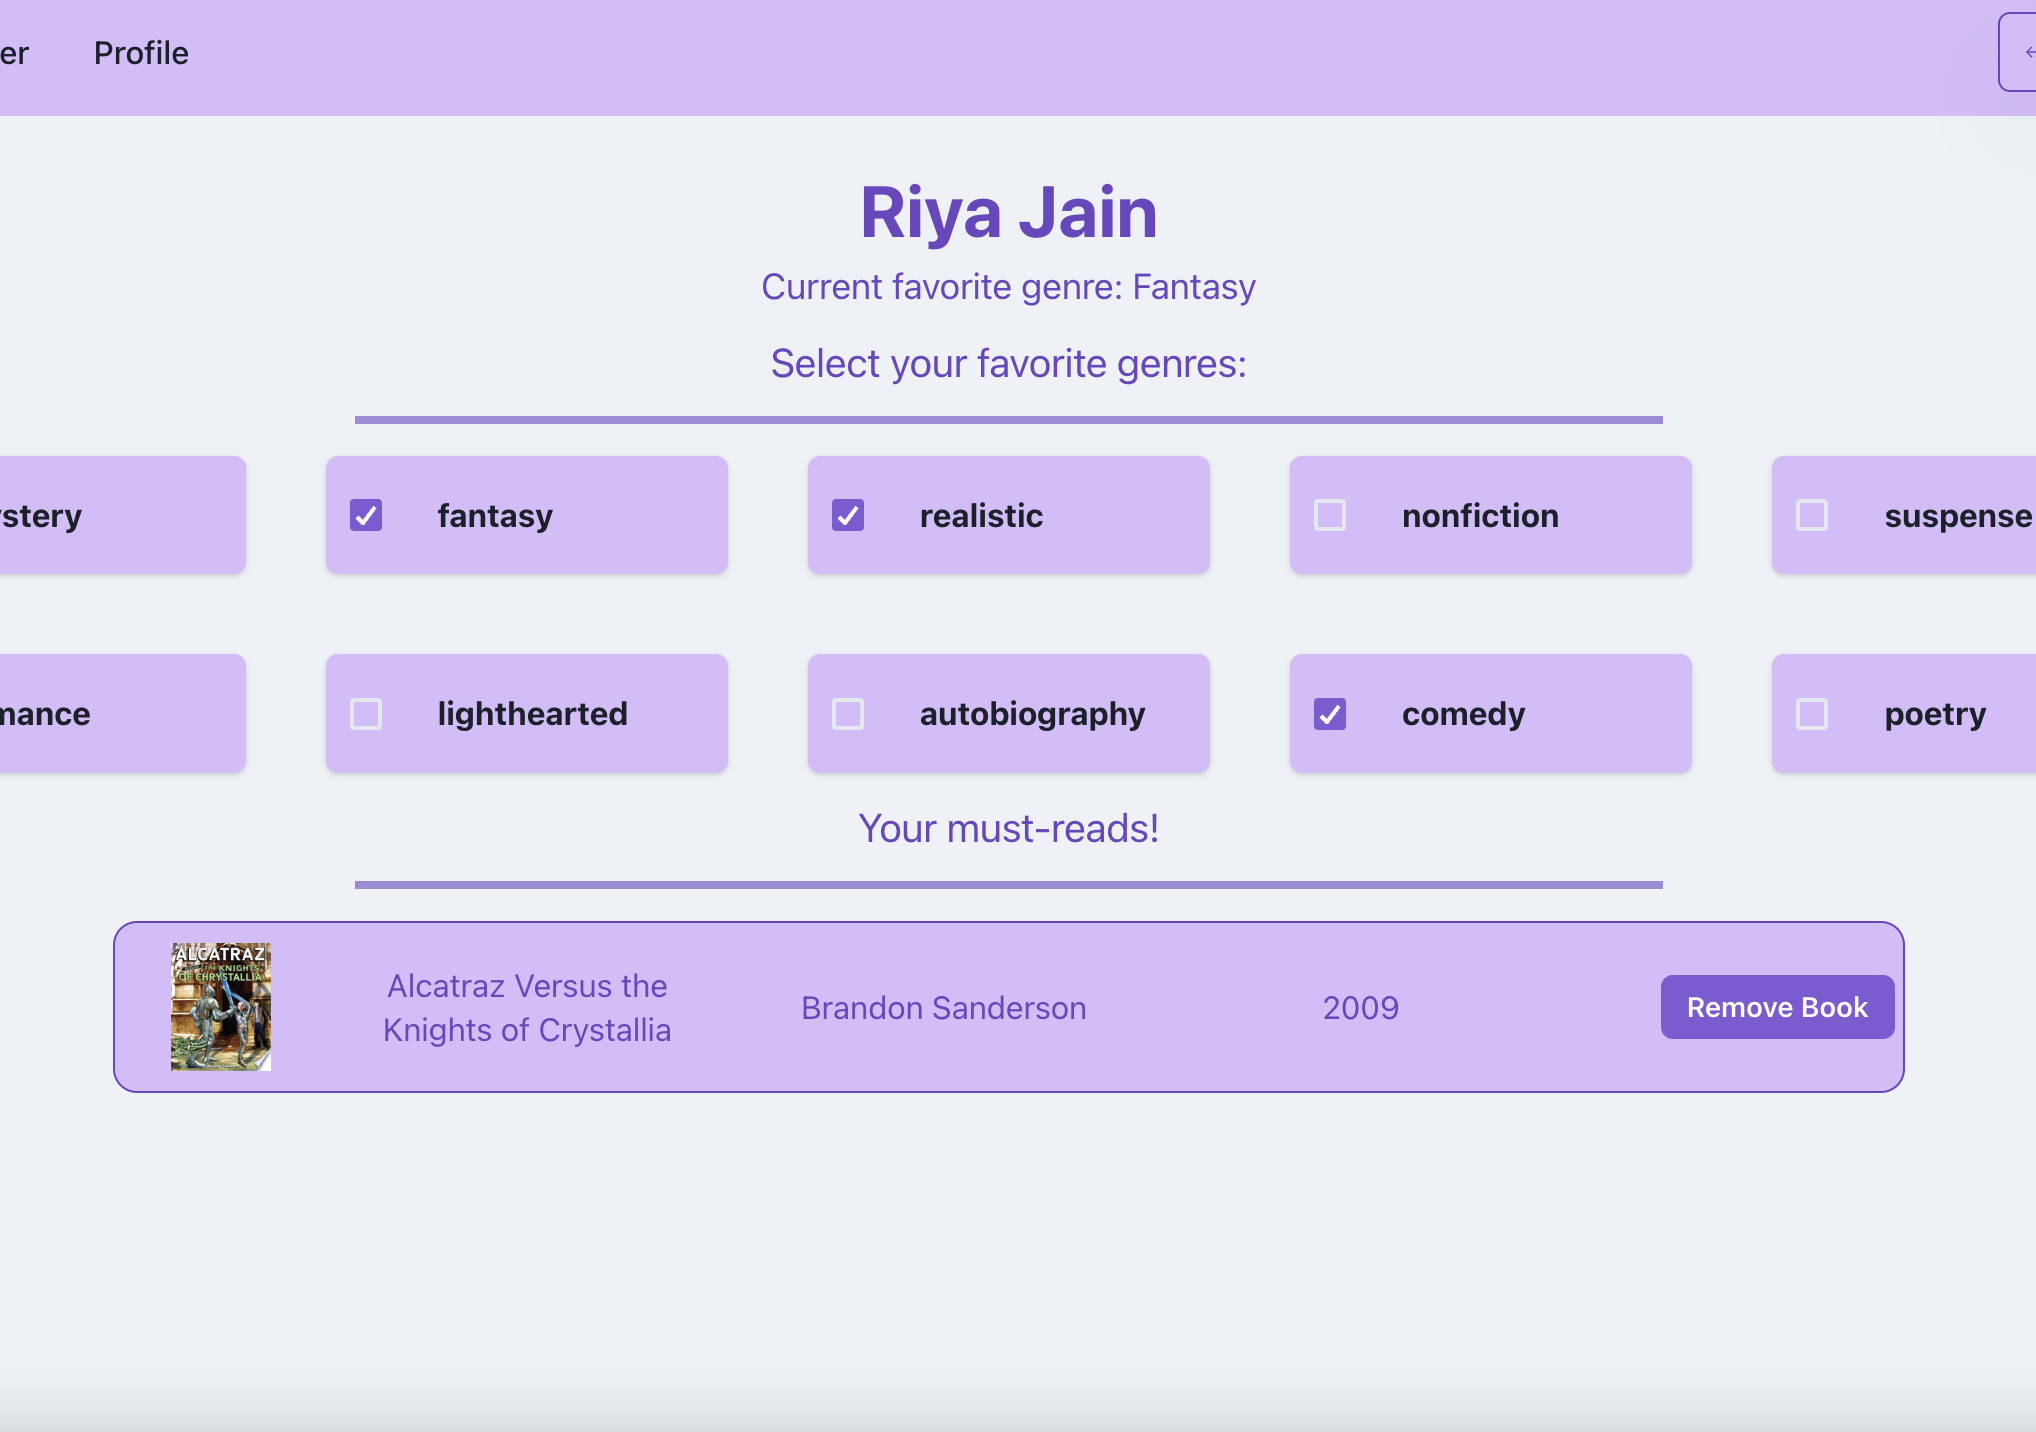 er Profile
Riya Jain
Current favorite genre: Fantasy
Select your favorite genres:
stery fantasy realistic nonfiction suspense
mance lighthearted autobiography comedy poetry
Your must-reads!
ALCATRAZ
KNIGHTS
OF CHRYSTALLIA
Alcatraz Versus the
Knights of Crystallia
Brandon Sanderson
2009
Remove Book